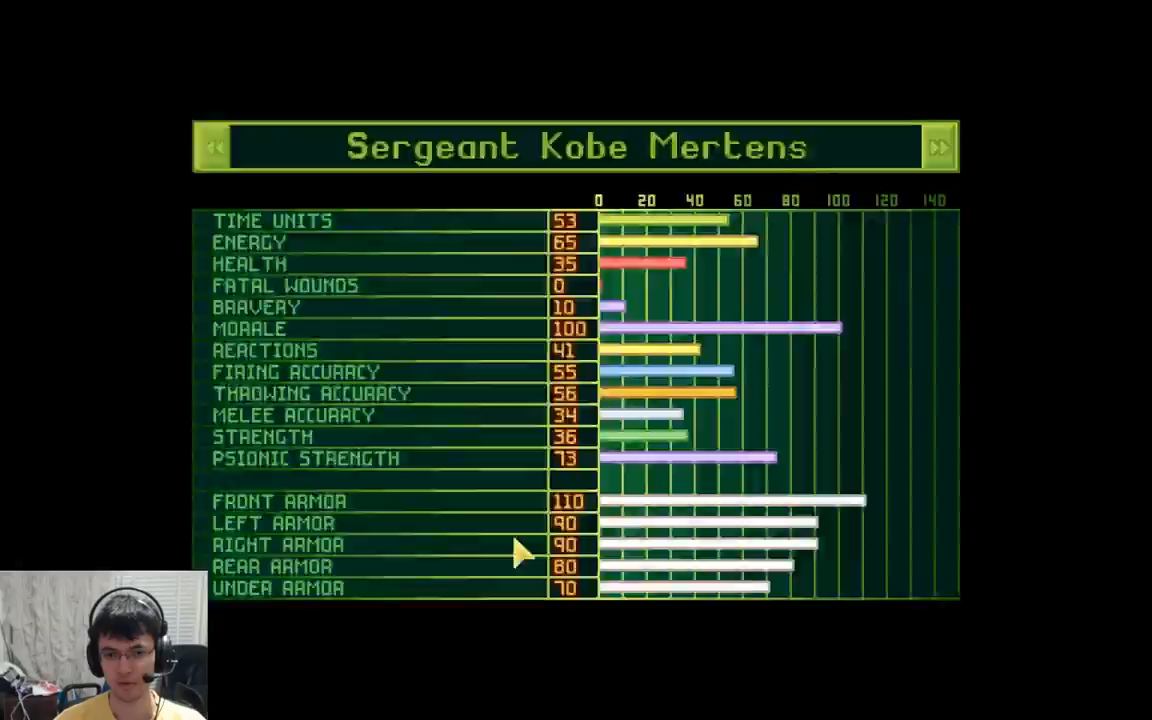 Sergeant Kobe Mertens
0 20 40 60 80 100 120 140
TIME UNITS 53
ENERGY 65
HEALTH 35
FATAL WOUNDS 0
BRAVERY 10
MORALE 100
REACTIONS 41
FIRING ACCURACY 55
THROWING ACCURACY 56
MELEE ACCURACY 34
STRENGTH 36
PSIONIC STRENGTH 73
FRONT ARMOR 110
LEFT ARMOR 90
RIGHT ARMOR 90
REAR ARMOR 80
UNDER ARMOR 70